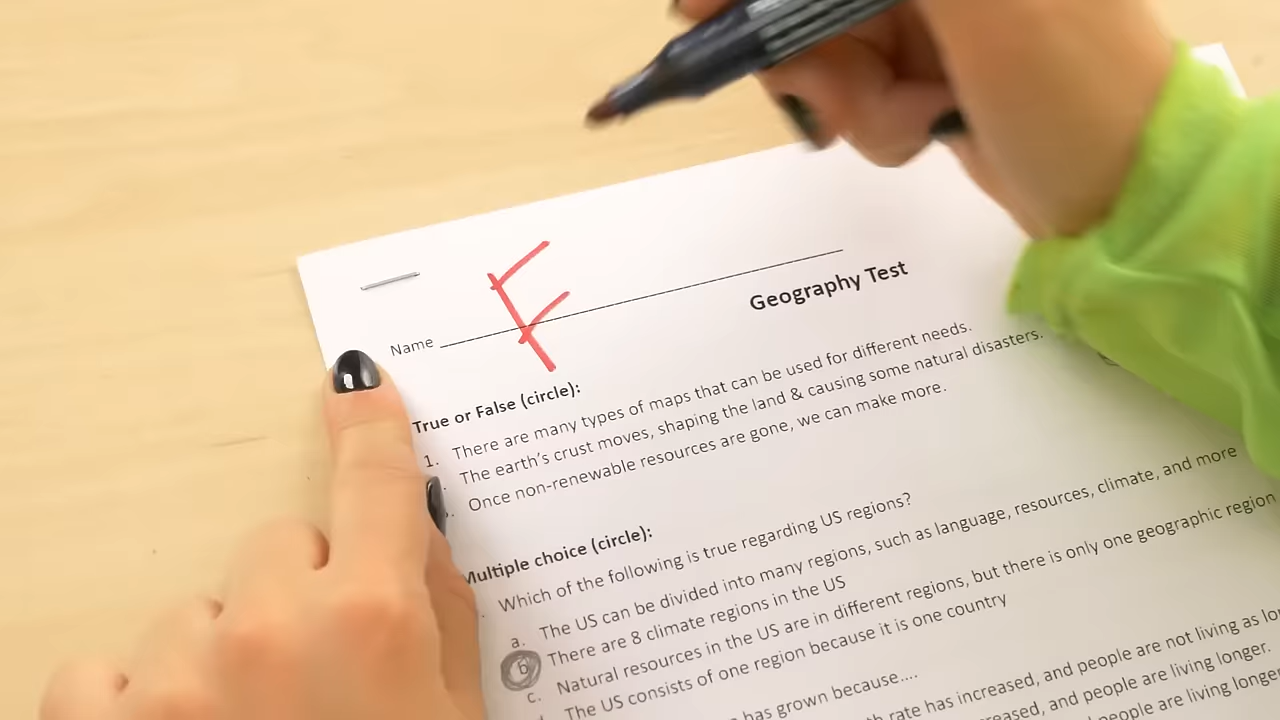 F
Name
Geography Test
True or False (circle):
1. There are many types of maps that can be used for different needs.
The earth's crust moves, shaping the land & causing some natural disasters.
Once non-renewable resources are gone, we can make more.
Multiple choice (circle):
Which of the following is true regarding US regions?
a. The US can be divided into many regions, such as language, resources, climate, and more
b There are 8 climate regions in the US
c. Natural resources in the US are in different regions, but there is only one geographic region
The US consists of one region because it is one country
has grown because....
rate has increased, and people are not living as
and people are living longer.
people are living longer